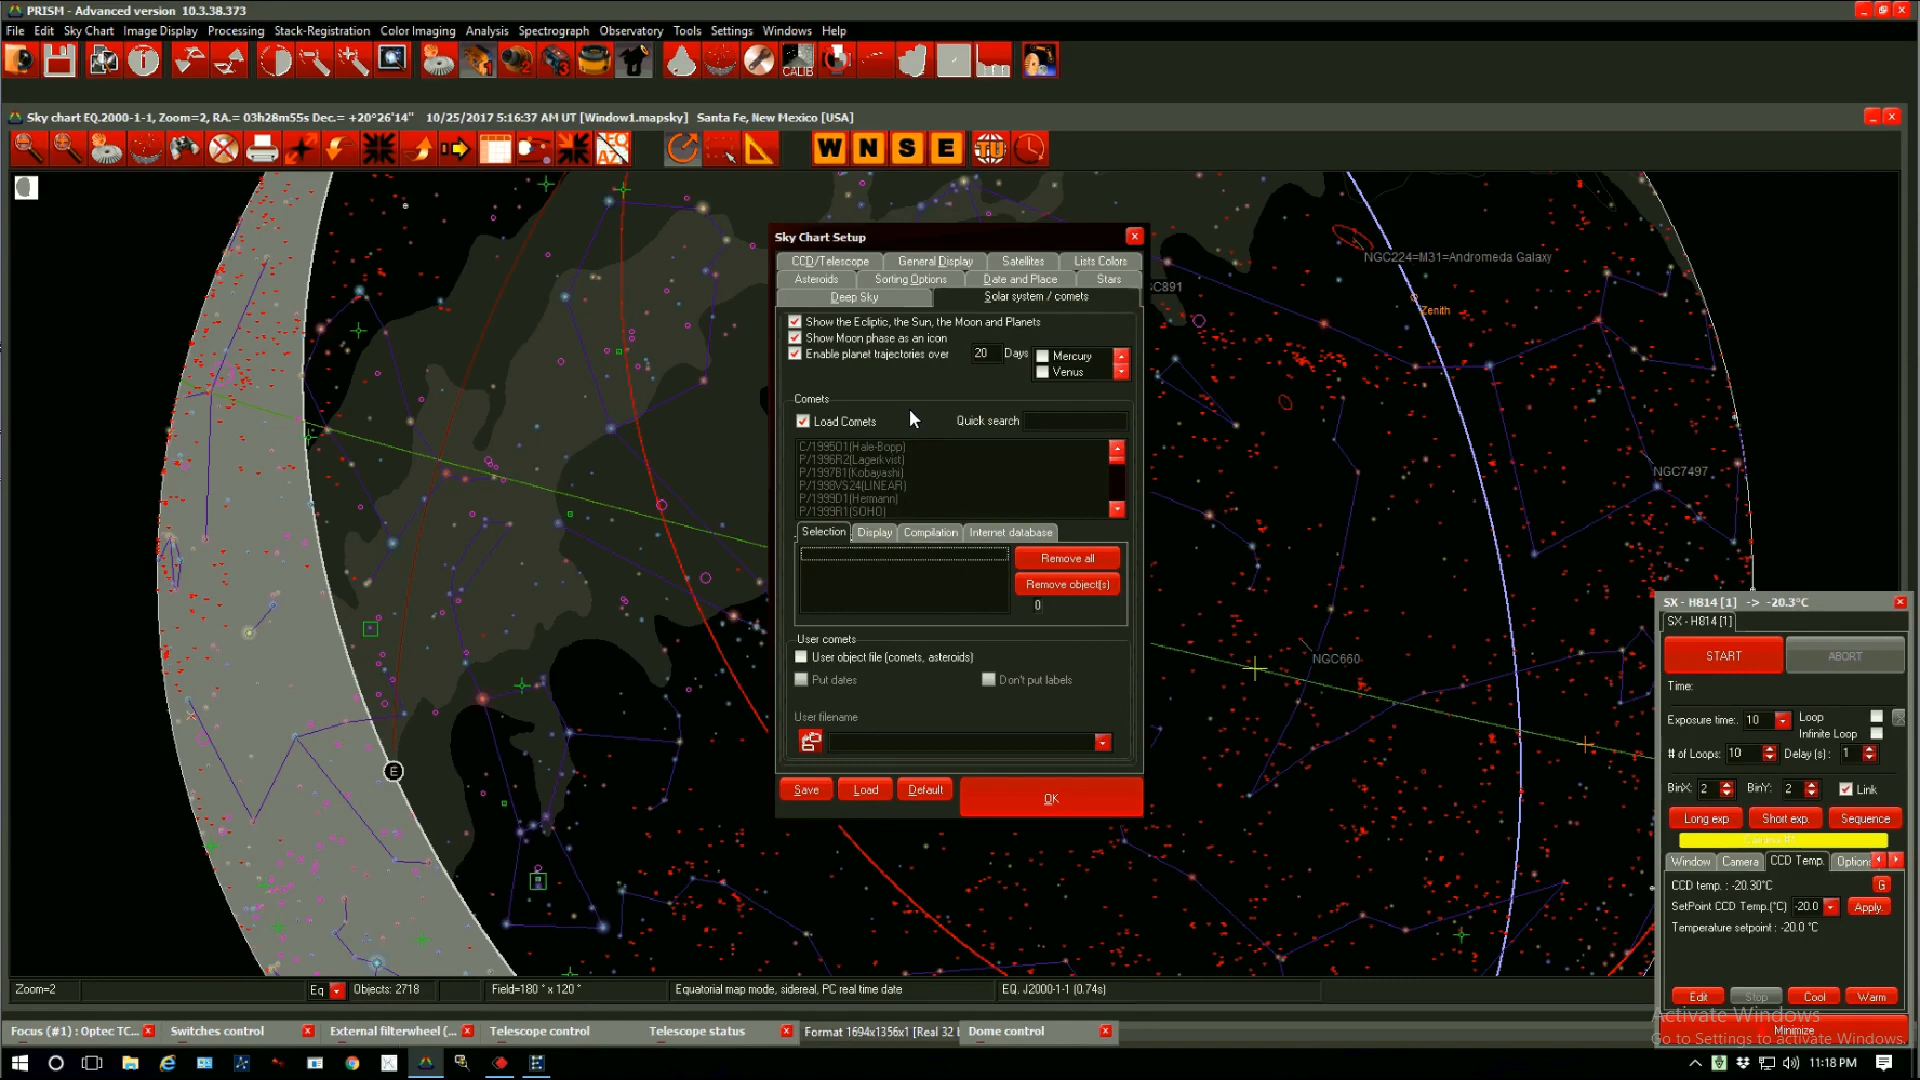 PRISM - Advanced version 10.3.38.373
File Edit Sky Chart Image Display Processing Stack-Registration Color Imaging Analysis Spectrograph Observatory Tools Settings Windows Help
CALIB
Sky chart EQ.2000-1-1, Zoom=2, RA.= 03h28m55s Dec.= +20°26'14" 10/25/2017 5:16:37 AM UT [Window1.mapsky] Santa Fe, New Mexico [USA]
EQ AZ W N S E TU
Sky Chart Setup
CCD/Telescope General Display Satellites Lists Colors
Asteroids Sorting Options Date and Place Stars
Deep Sky Solar system / comets
Show the Ecliptic, the Sun, the Moon and Planets
Show Moon phase as an icon
Enable planet trajectories over 20 Days
Mercury
Venus
Comets
Load Comets Quick search
C/1995O1(Hale-Bopp)
P/1996R2(Lagerkvist)
P/1997B1(Kobayashi)
P/1998VS24(LINEAR)
P/1999D1(Hermann)
P/1999R1(SOHO)
Selection Display Compilation Internet database
Remove all
Remove object(s)
0
User comets
User object file (comets, asteroids)
Put dates Don't put labels
User filename
Save Load Default OK
NGC224=M31=Andromeda Galaxy
C891
Zenith
NGC7497
NGC660
E
SX - H814 [1] -> -20.3°C
SX - H814 [1]
START ABORT
Time:
Exposure time: 10 Loop
Infinite Loop
# of Loops: 10 Delay (s) : 1
BinX: 2 BinY: 2 Link
Long exp Short exp. Sequence
Window Camera CCD Temp. Options
CCD temp. : -20.30°C G
SetPoint CCD Temp.(°C) -20.0 Apply.
Temperature setpoint : -20.0 °C
Edit Stop Cool Warm
Activate Windows
Minimize
Go to Settings to activate Windows.
Zoom=2 Eq Objects: 2718 Field=180 ° x 120 ° Equatorial map mode, sidereal, PC real time date EQ. J2000-1-1 (0.74s)
Focus (#1) : Optec TC... Switches control External filterwheel (... Telescope control Telescope status Format 1694x1356x1 [Real 32 b Dome control
11:18 PM